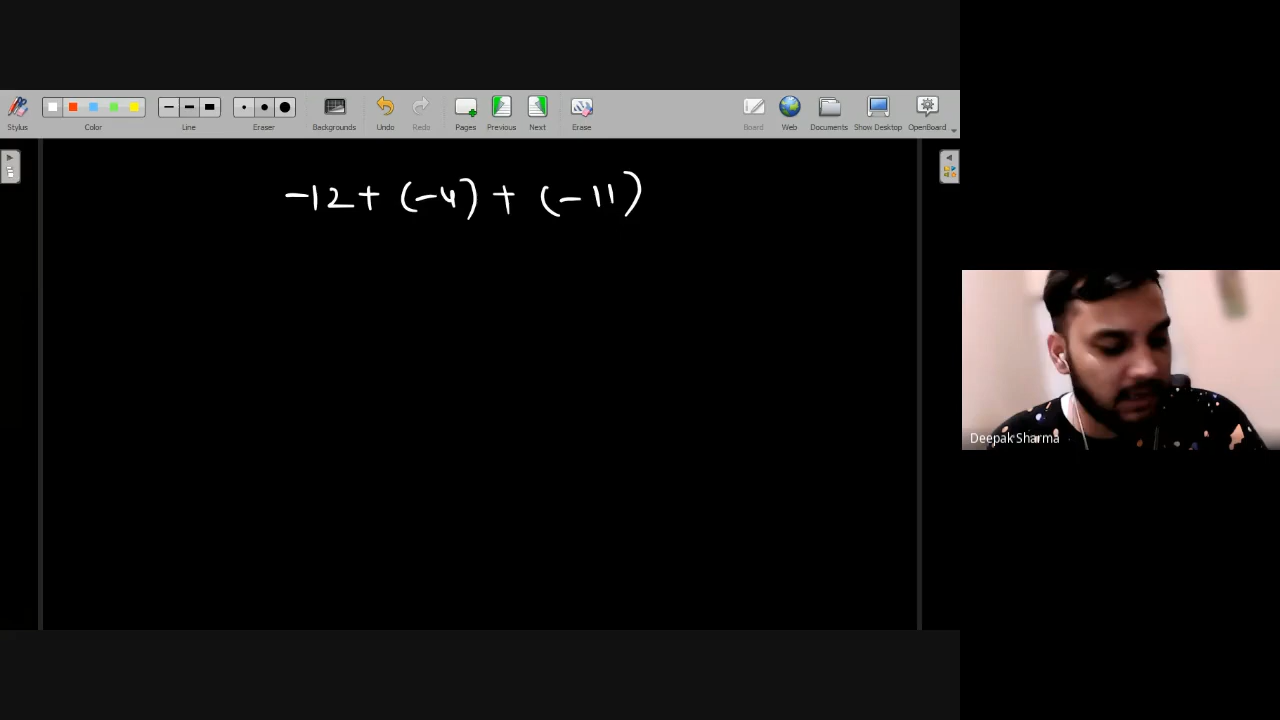 Stylus Color Line Eraser Backgrounds Undo Redo Pages Previous Next Erase Board Web Documents Show Desktop OpenBoard
-12 + (-4) + (-11)
Deepak Sharma